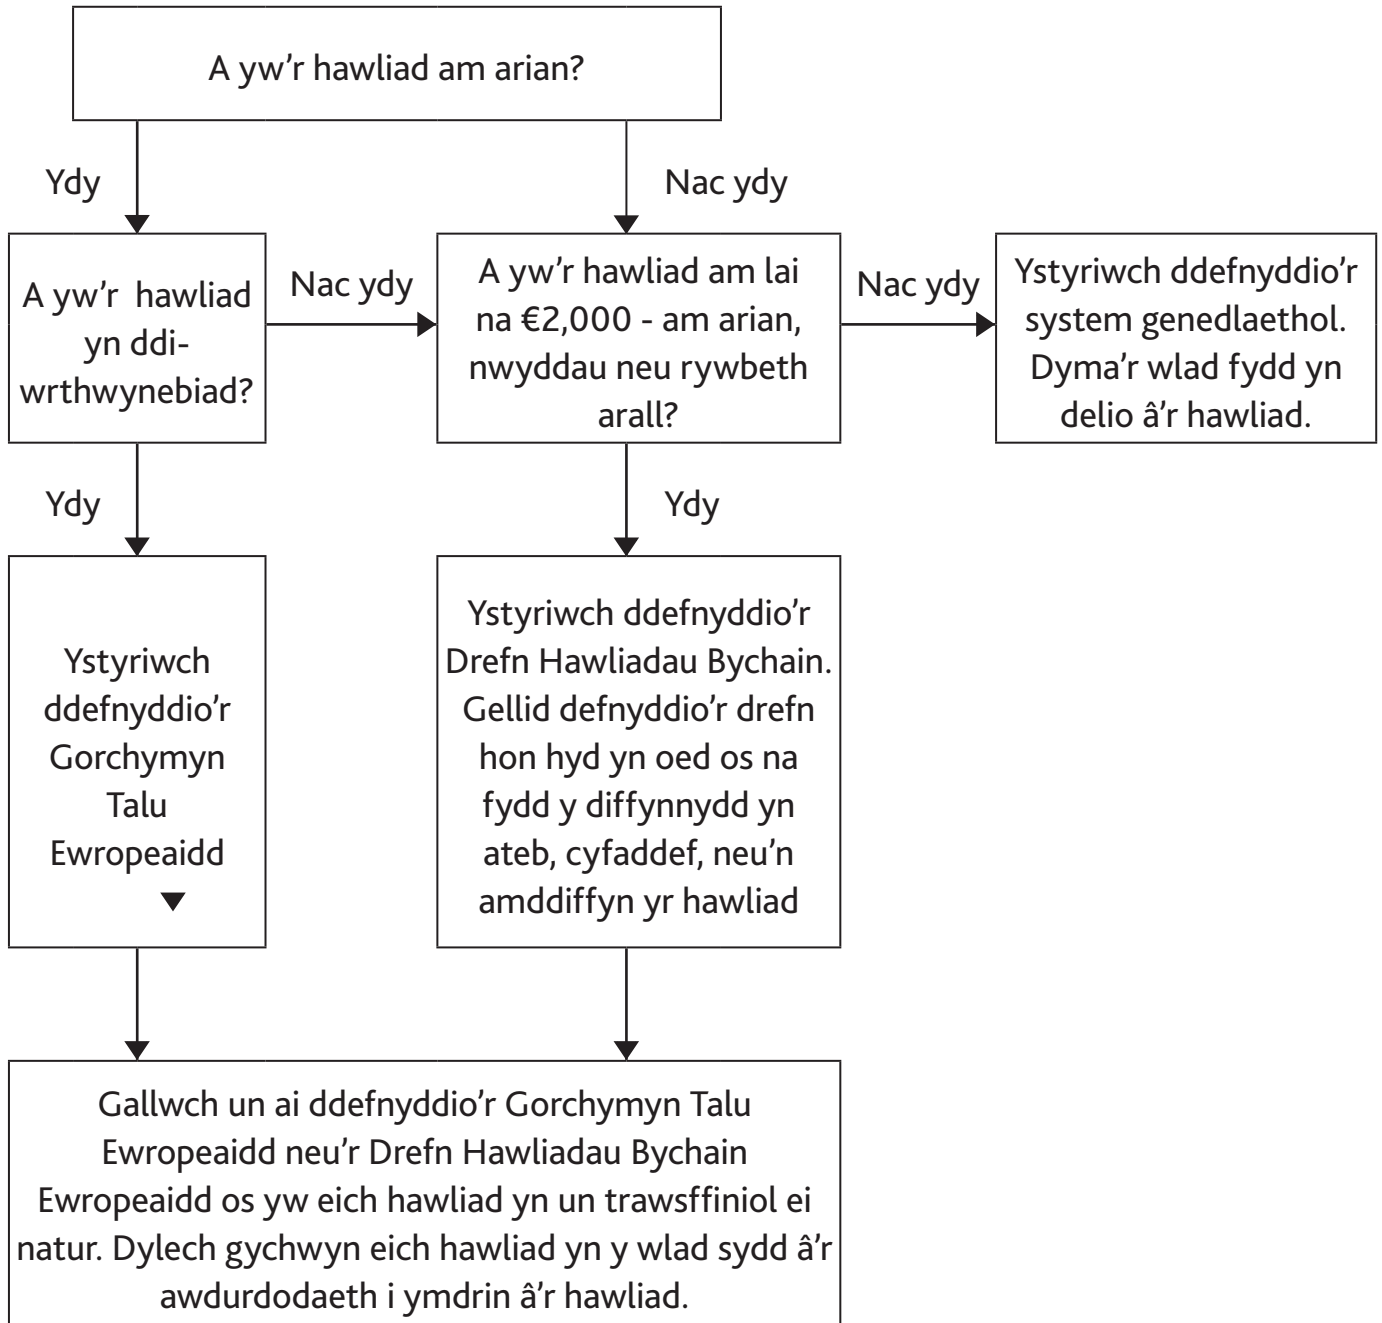 A yw'r hawliad am arian?
Ydy
Nac ydy
A yw'r hawliad
yn ddi-
wrthwynebiad?
Nac ydy
A yw'r hawliad am lai
na €2,000 - am arian,
nwyddau neu rywbeth
arall?
Nac ydy
Ystyriwch ddefnyddio'r
system genedlaethol.
Dyma'r wlad fydd yn
delio â'r hawliad.
Ydy
Ydy
Ystyriwch
ddefnyddio'r
Gorchymyn
Talu
Ewropeaidd
Ystyriwch ddefnyddio'r
Drefn Hawliadau Bychain.
Gellid defnyddio'r drefn
hon hyd yn oed os na
fydd y diffynnydd yn
ateb, cyfaddef, neu'n
amddiffyn yr hawliad
Gallwch un ai ddefnyddio'r Gorchymyn Talu
Ewropeaidd neu'r Drefn Hawliadau Bychain
Ewropeaidd os yw eich hawliad yn un trawsffiniol ei
natur. Dylech gychwyn eich hawliad yn y wlad sydd â'r
awdurdodaeth i ymdrin â'r hawliad.